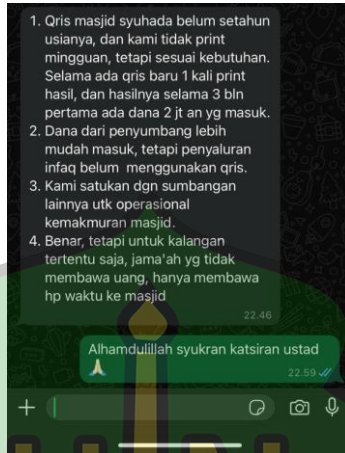 1. Qris masjid syuhada belum setahun
usianya, dan kami tidak print
mingguan, tetapi sesuai kebutuhan.
Selama ada qris baru 1 kali print
hasil, dan hasilnya selama 3 bln
pertama ada dana 2 jt an yg masuk.
2. Dana dari penyumbang lebih
mudah masuk, tetapi penyaluran
infaq belum menggunakan qris.
3. Kami satukan dgn sumbangan
lainnya utk operasional
kemakmuran masjid.
4. Benar, tetapi untuk kalangan
tertentu saja, jama'ah yg tidak
membawa uang, hanya membawa
hp waktu ke masjid
22.46
Alhamdulillah syukran katsiran ustad
🙏
22.59